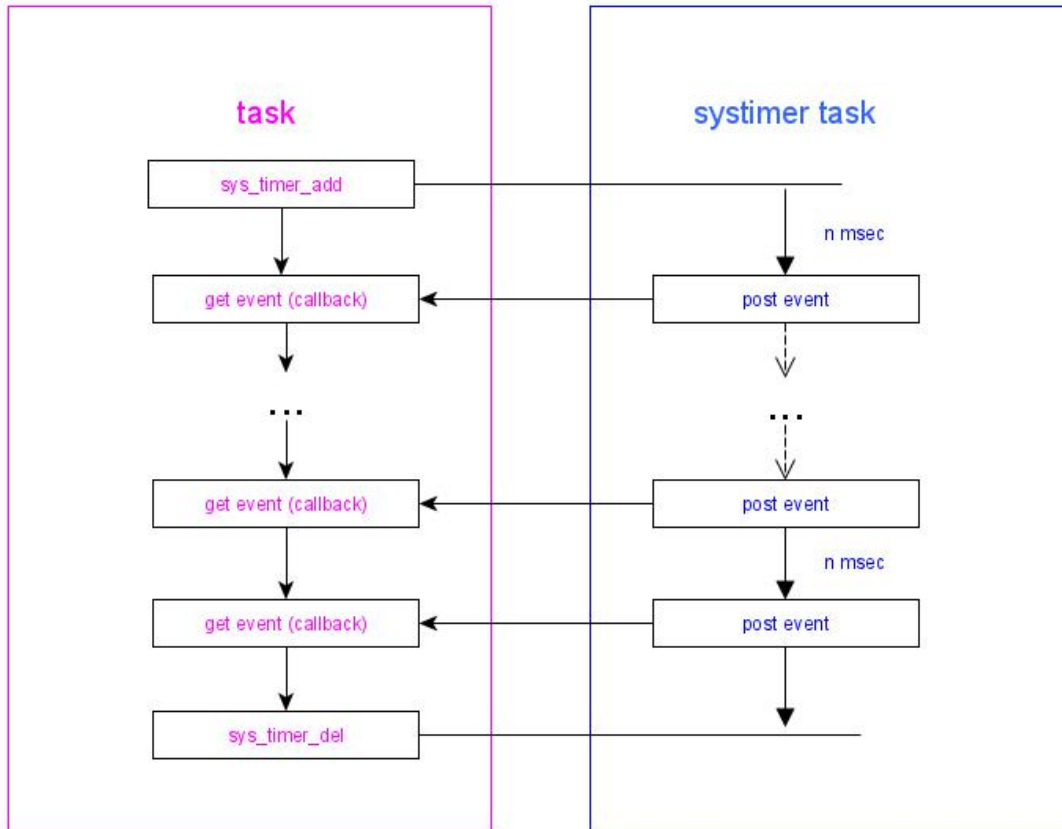 task
systimer task
sys_timer_add
n msec
get event (callback)
post event
...
...
get event (callback)
post event
n msec
get event (callback)
post event
sys_timer_del